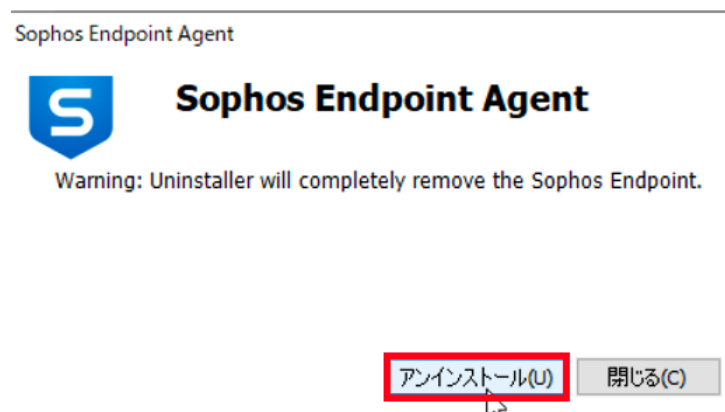 Sophos Endpoint Agent
Sophos Endpoint Agent
Warning: Uninstaller will completely remove the Sophos Endpoint.
アンインストール(U) 閉じる(C)